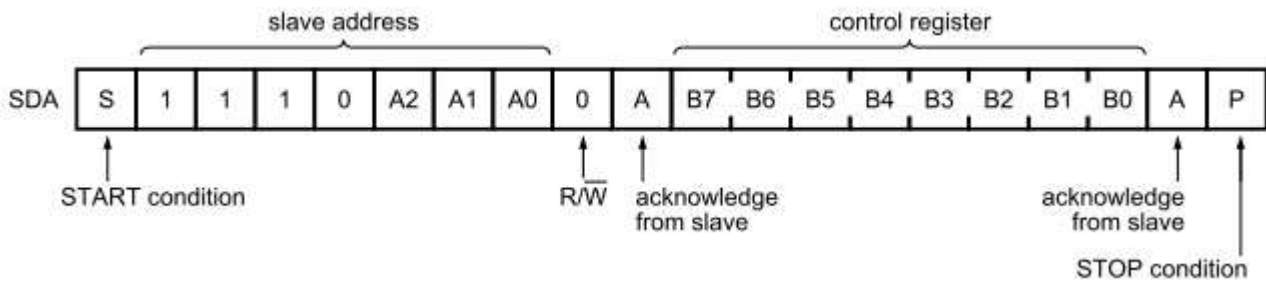 slave address control register
SDA S 1 1 1 0 A2 A1 A0 0 A B7 B6 B5 B4 B3 B2 B1 B0 A P
START condition R/W̅ acknowledge from slave acknowledge from slave
STOP condition